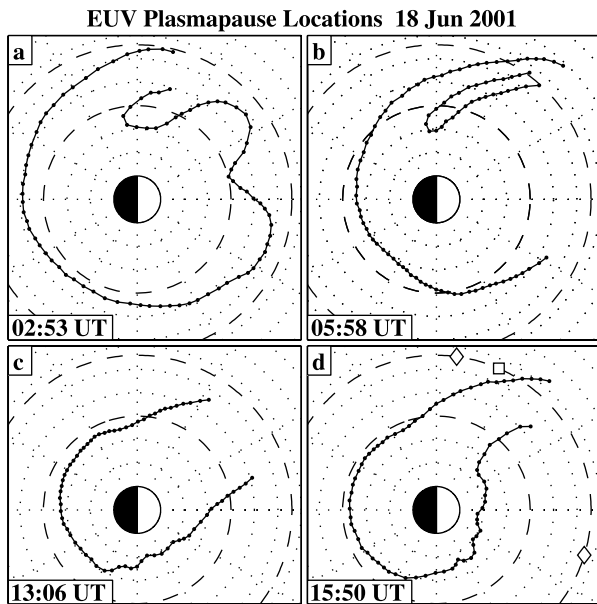 EUV Plasmapause Locations 18 Jun 2001
a
b
02:53 UT
05:58 UT
c
d
13:06 UT
15:50 UT